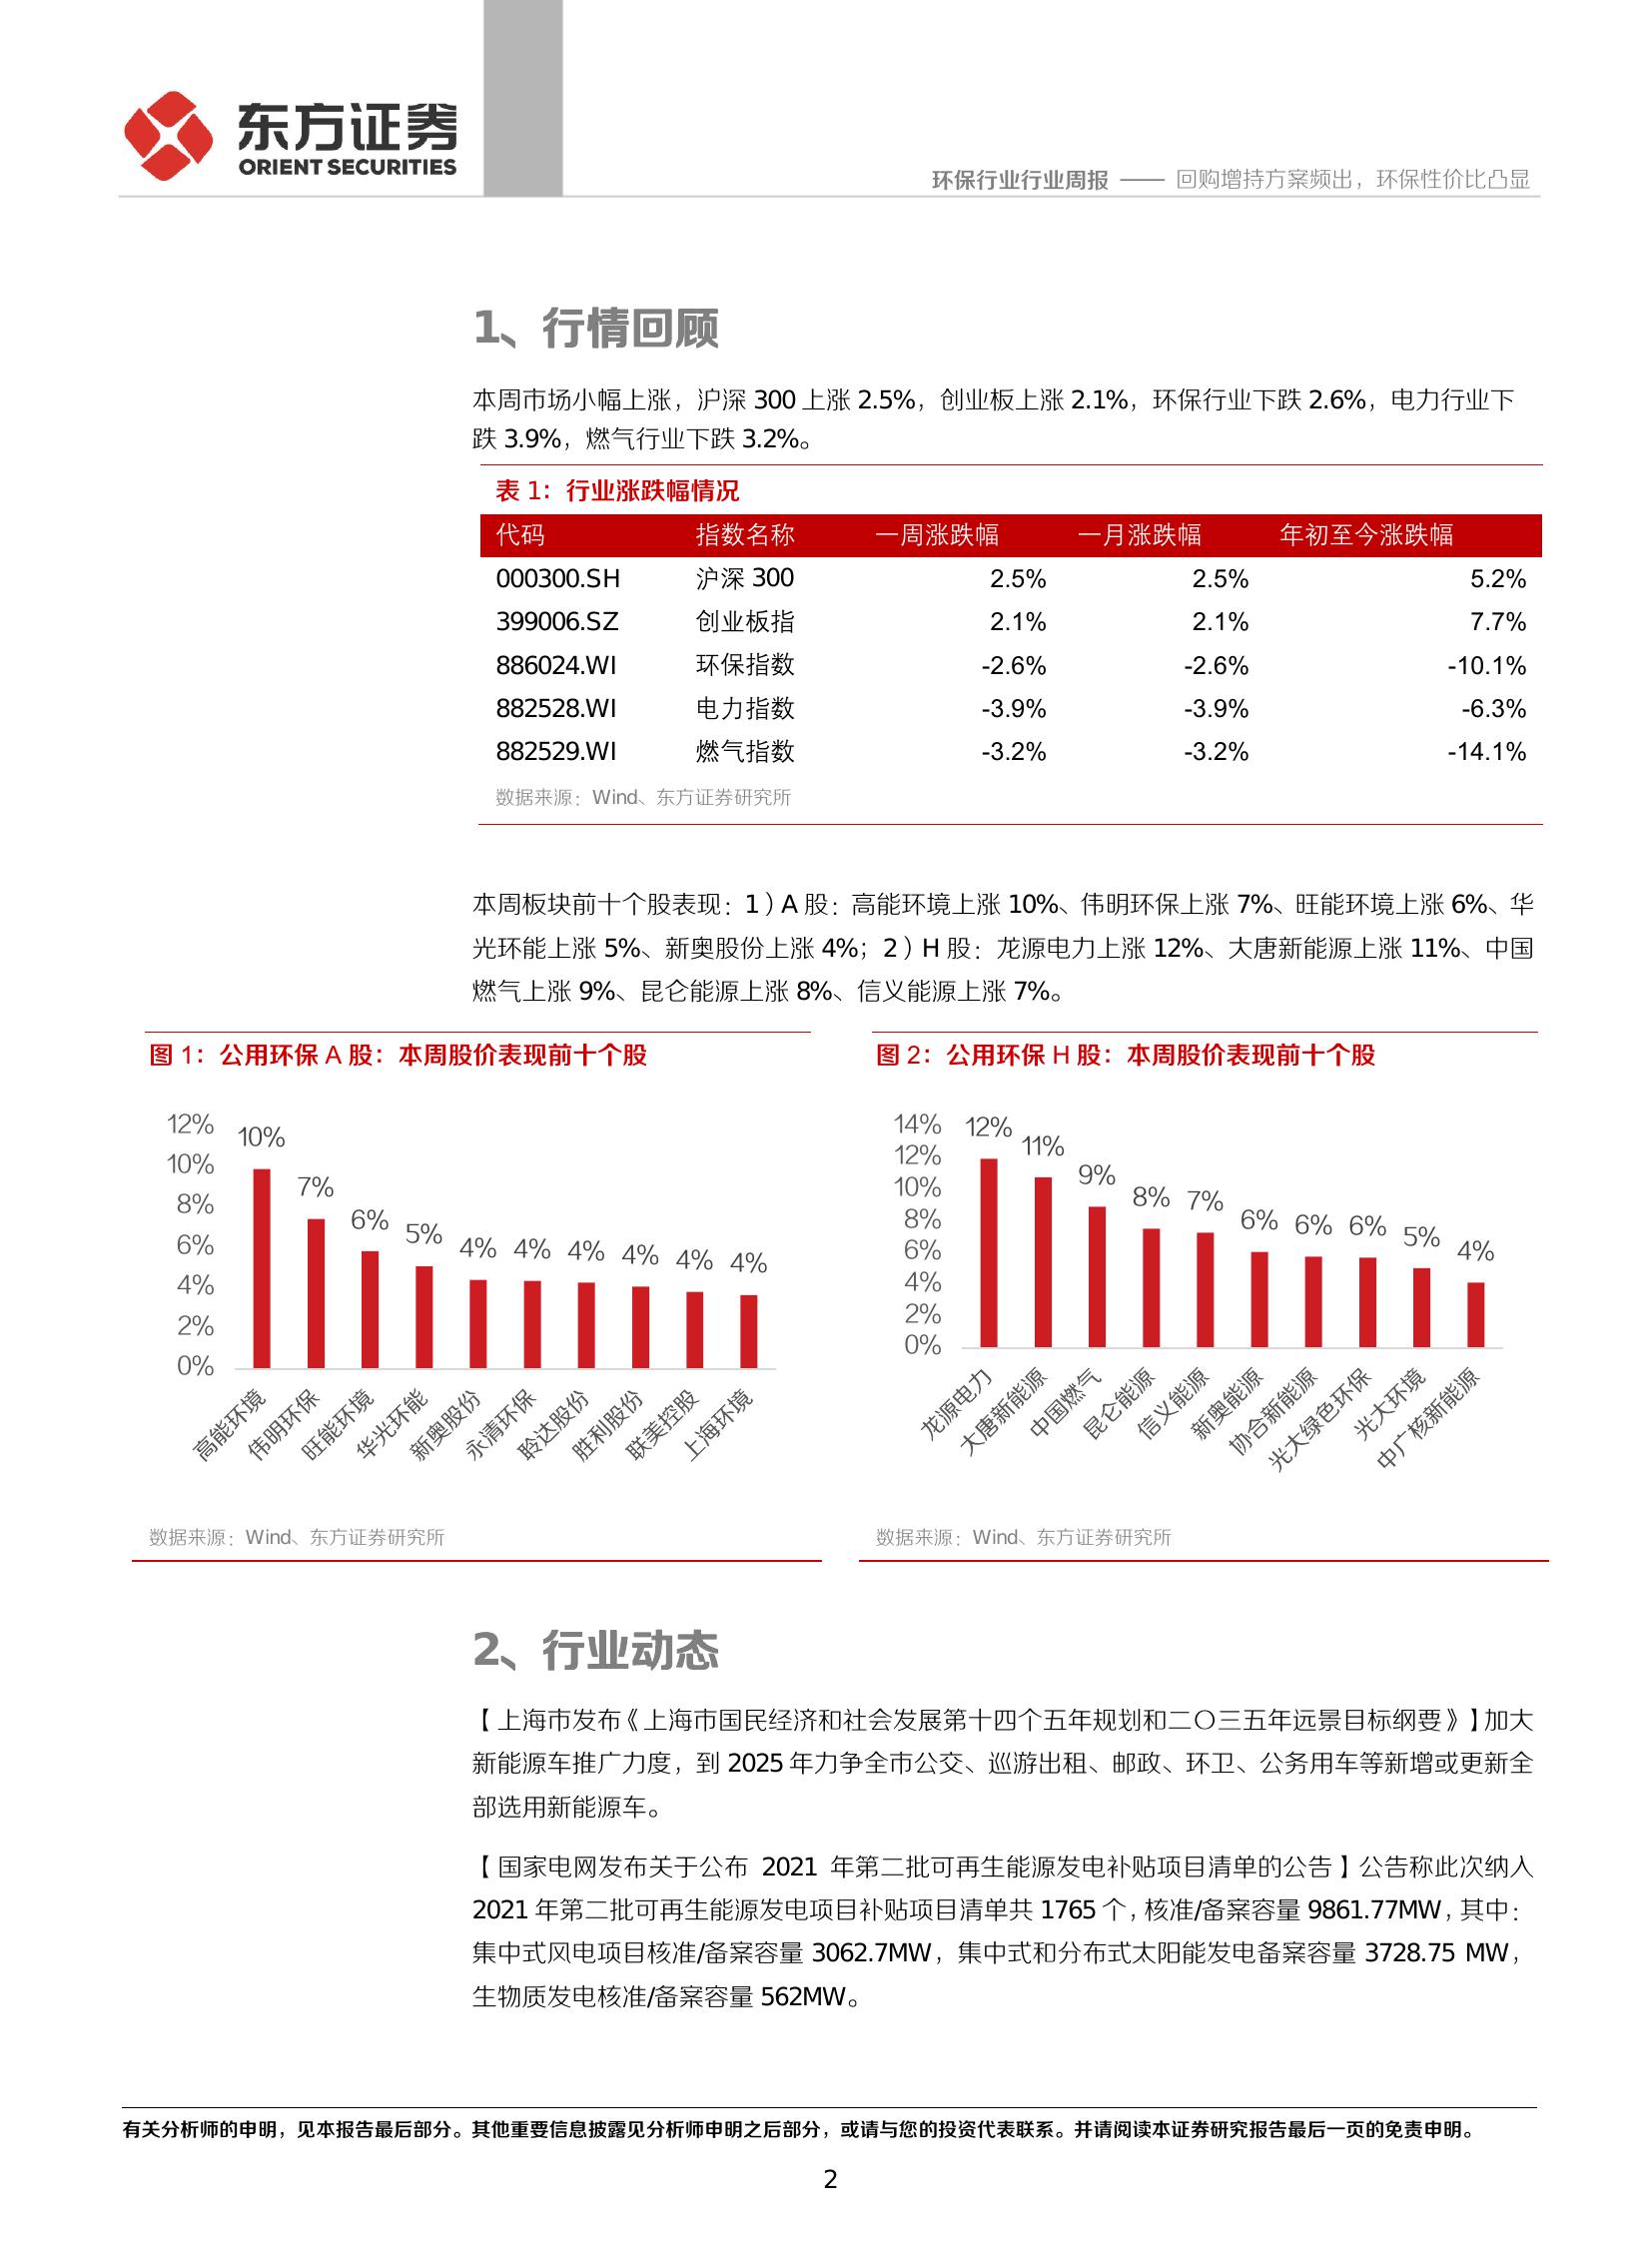 东方证券
ORIENT SECURITIES
环保行业行业周报 —— 回购增持方案频出，环保性价比凸显
1、行情回顾
本周市场小幅上涨，沪深 300 上涨 2.5%，创业板上涨 2.1%，环保行业下跌 2.6%，电力行业下
跌 3.9%，燃气行业下跌 3.2%。
表 1：行业涨跌幅情况
代码 指数名称 一周涨跌幅 一月涨跌幅 年初至今涨跌幅
000300.SH 沪深 300 2.5% 2.5% 5.2%
399006.SZ 创业板指 2.1% 2.1% 7.7%
886024.WI 环保指数 -2.6% -2.6% -10.1%
882528.WI 电力指数 -3.9% -3.9% -6.3%
882529.WI 燃气指数 -3.2% -3.2% -14.1%
数据来源：Wind、东方证券研究所
本周板块前十个股表现：1）A 股：高能环境上涨 10%、伟明环保上涨 7%、旺能环境上涨 6%、华
光环能上涨 5%、新奥股份上涨 4%；2）H 股：龙源电力上涨 12%、大唐新能源上涨 11%、中国
燃气上涨 9%、昆仑能源上涨 8%、信义能源上涨 7%。
图 1：公用环保 A 股：本周股价表现前十个股
12%
10%
8%
6%
4%
2%
0%
10% 7% 6% 5% 4% 4% 4% 4% 4% 4%
高能环境 伟明环保 旺能环境 华光环能 新奥股份 永清环保 聆达股份 胜利股份 联美控股 上海环境
数据来源：Wind、东方证券研究所
图 2：公用环保 H 股：本周股价表现前十个股
14%
12%
10%
8%
6%
4%
2%
0%
12% 11% 9% 8% 7% 6% 6% 6% 5% 4%
龙源电力 大唐新能源 中国燃气 昆仑能源 信义能源 新奥能源 协合新能源 光大绿色环保 光大环境 中广核新能源
数据来源：Wind、东方证券研究所
2、行业动态
【上海市发布《上海市国民经济和社会发展第十四个五年规划和二〇三五年远景目标纲要》】加大
新能源车推广力度，到 2025 年力争全市公交、巡游出租、邮政、环卫、公务用车等新增或更新全
部选用新能源车。
【国家电网发布关于公布 2021 年第二批可再生能源发电补贴项目清单的公告】公告称此次纳入
2021 年第二批可再生能源发电项目补贴项目清单共 1765 个，核准/备案容量 9861.77MW，其中：
集中式风电项目核准/备案容量 3062.7MW，集中式和分布式太阳能发电备案容量 3728.75 MW，
生物质发电核准/备案容量 562MW。
有关分析师的申明，见本报告最后部分。其他重要信息披露见分析师申明之后部分，或请与您的投资代表联系。并请阅读本证券研究报告最后一页的免责申明。
2